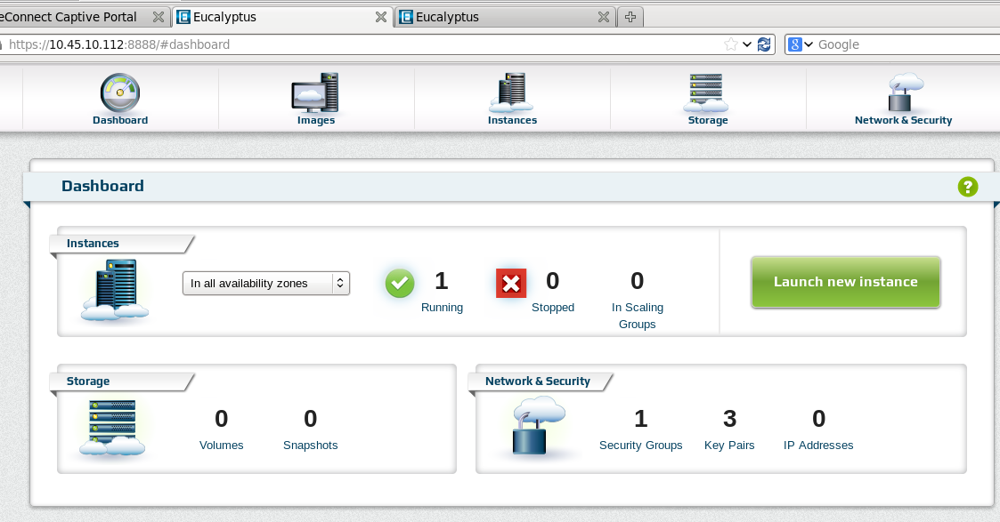 eConnect Captive Portal
Eucalyptus
Eucalyptus
https://10.45.10.112:8888/#dashboard
Google
Dashboard
Images
Instances
Storage
Network & Security
Dashboard
?
Instances
In all availability zones
1
Running
0
Stopped
0
In Scaling
Groups
Launch new instance
Storage
0
Volumes
0
Snapshots
Network & Security
1
Security Groups
3
Key Pairs
0
IP Addresses